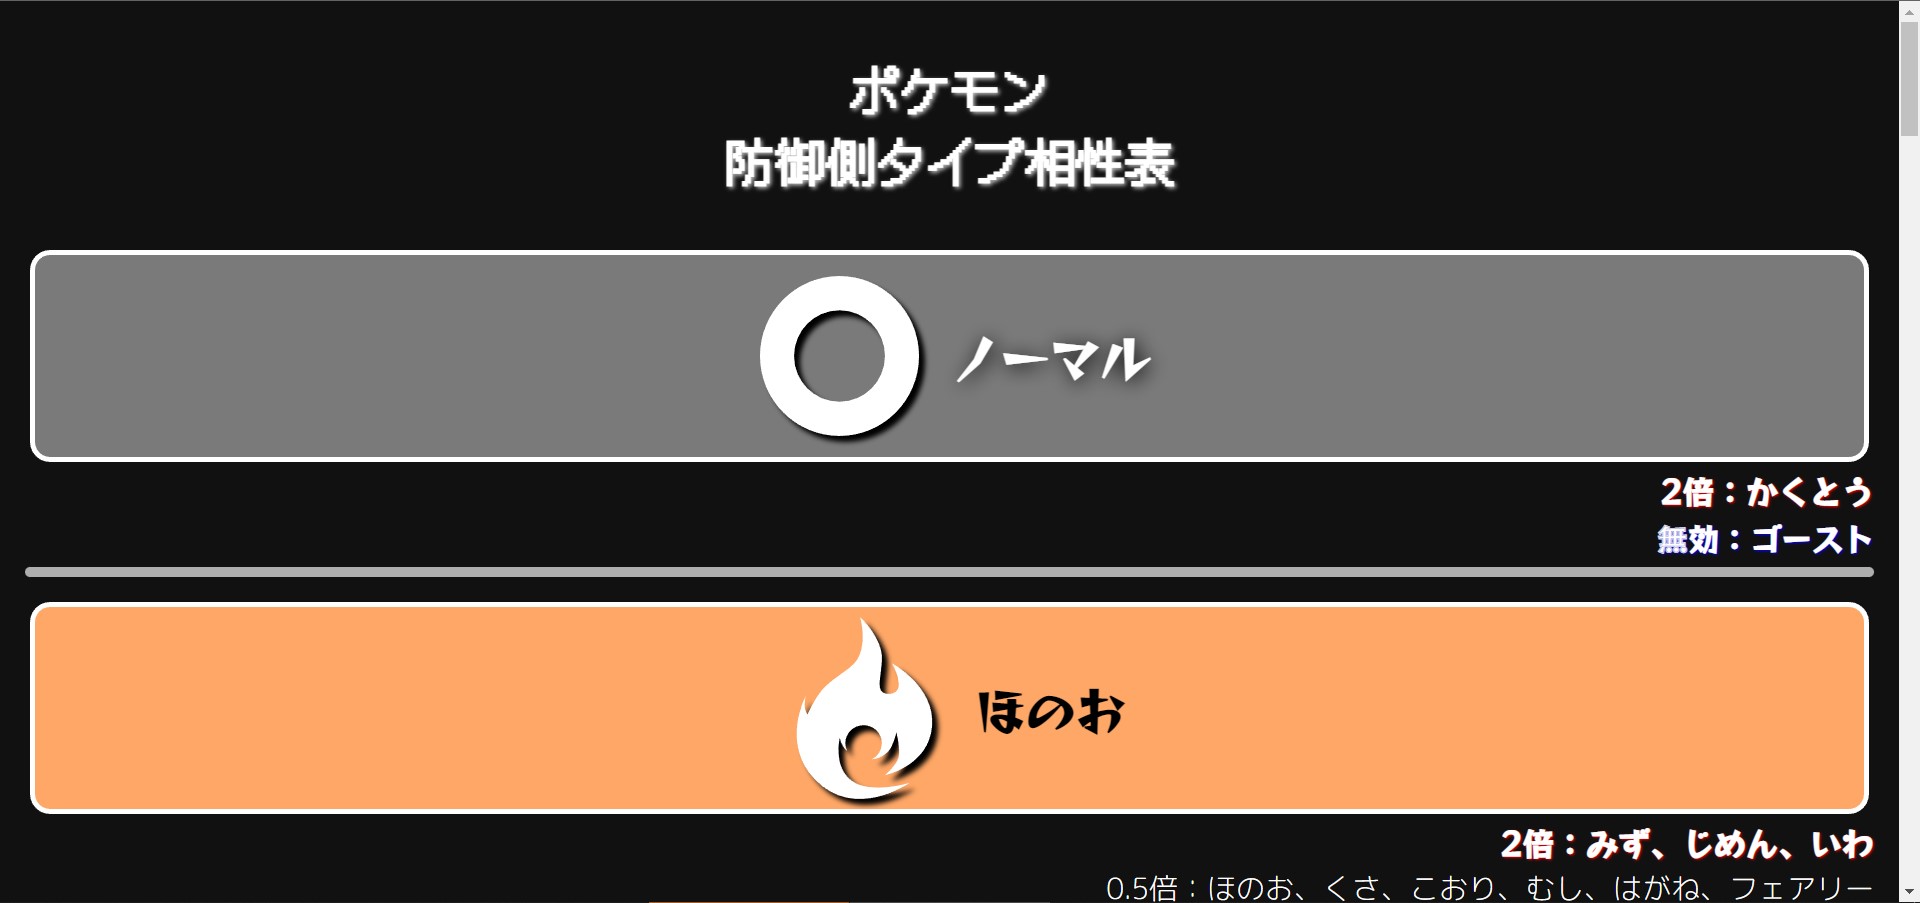 ポケモン
防御側タイプ相性表
ノーマル
2倍：かくとう
無効：ゴースト
ほのお
2倍：みず、じめん、いわ
0.5倍：ほのお、くさ、こおり、むし、はがね、フェアリー